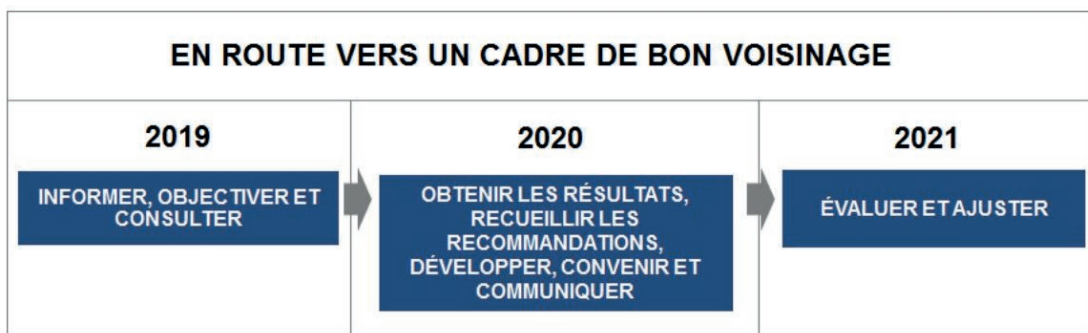 EN ROUTE VERS UN CADRE DE BON VOISINAGE
2019
INFORMER, OBJECTIVER ET
CONSULTER
2020
OBTENIR LES RÉSULTATS,
RECUEILLIR LES
RECOMMANDATIONS,
DÉVELOPPER, CONVENIR ET
COMMUNIQUER
2021
ÉVALUER ET AJUSTER